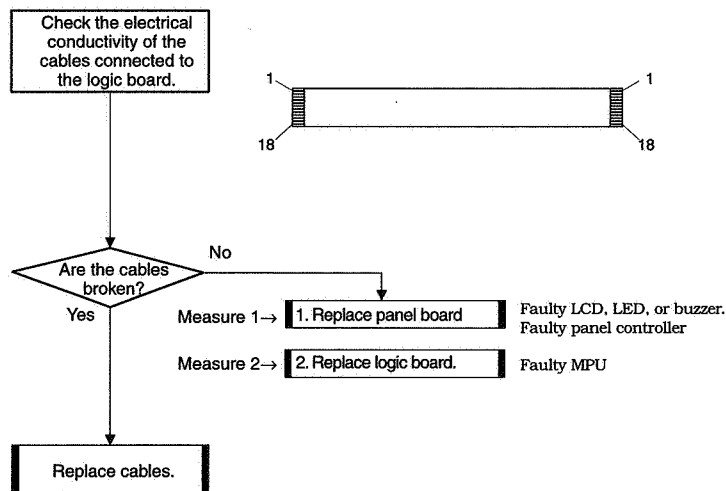 Check the electrical
conductivity of the
cables connected to
the logic board.
1
1
18
18
No
Are the cables
broken?
Yes
Measure 1→
1. Replace panel board
Faulty LCD, LED, or buzzer.
Faulty panel controller
Measure 2→
2. Replace logic board.
Faulty MPU
Replace cables.